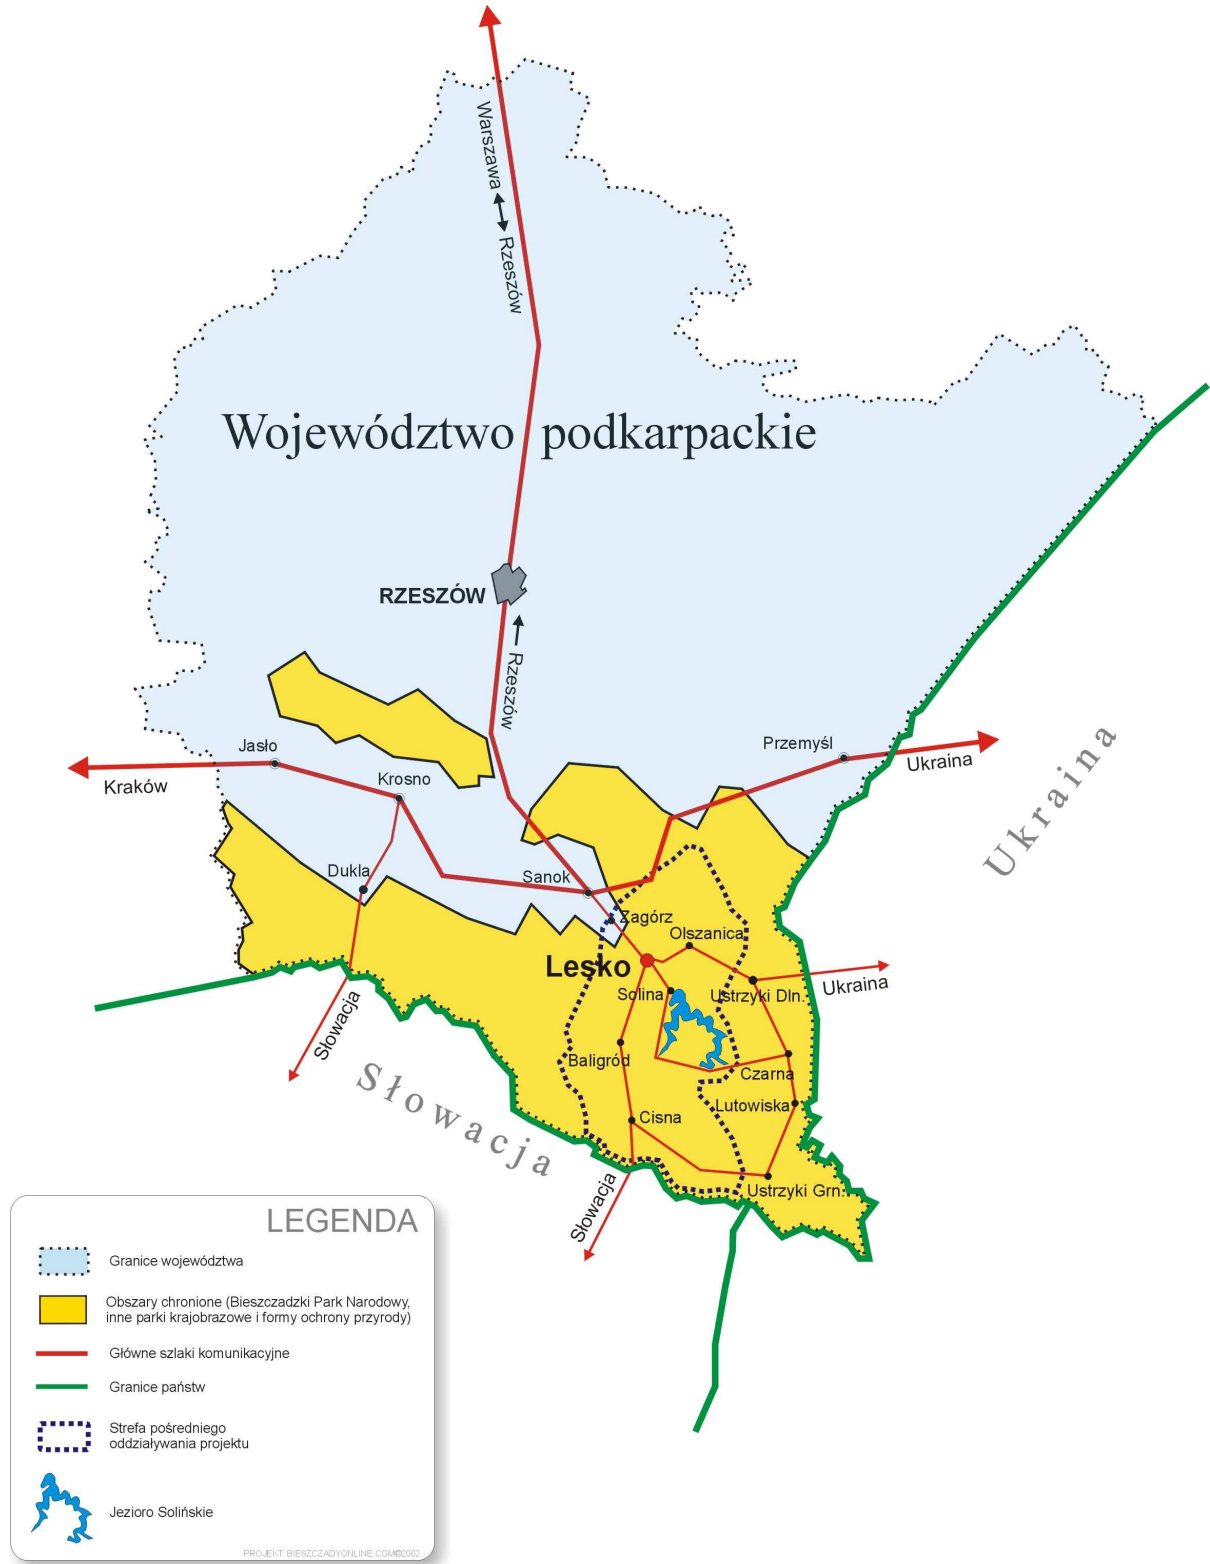 Warszawa
Rzeszów
Województwo podkarpackie
RZESZÓW
Rzeszów
Jasło
Kraków
Krosno
Przemyśl
Ukraina
Ukraina
Dukla
Sanok
Zagórz
Olszanica
Lesko
Solina
Ustrzyki Dln.
Ukraina
Słowacja
Baligród
Czarna
Lutowiska
Słowacja
Cisna
Ustrzyki Grn.
Słowacja
LEGENDA
Granice województwa
Obszary chronione (Bieszczadzki Park Narodowy,
inne parki krajobrazowe i formy ochrony przyrody)
Główne szlaki komunikacyjne
Granice państw
Strefa pośredniego
oddziaływania projektu
Jezioro Solińskie
PROJEKT: BIESZCZADYONLINE.COM©2002